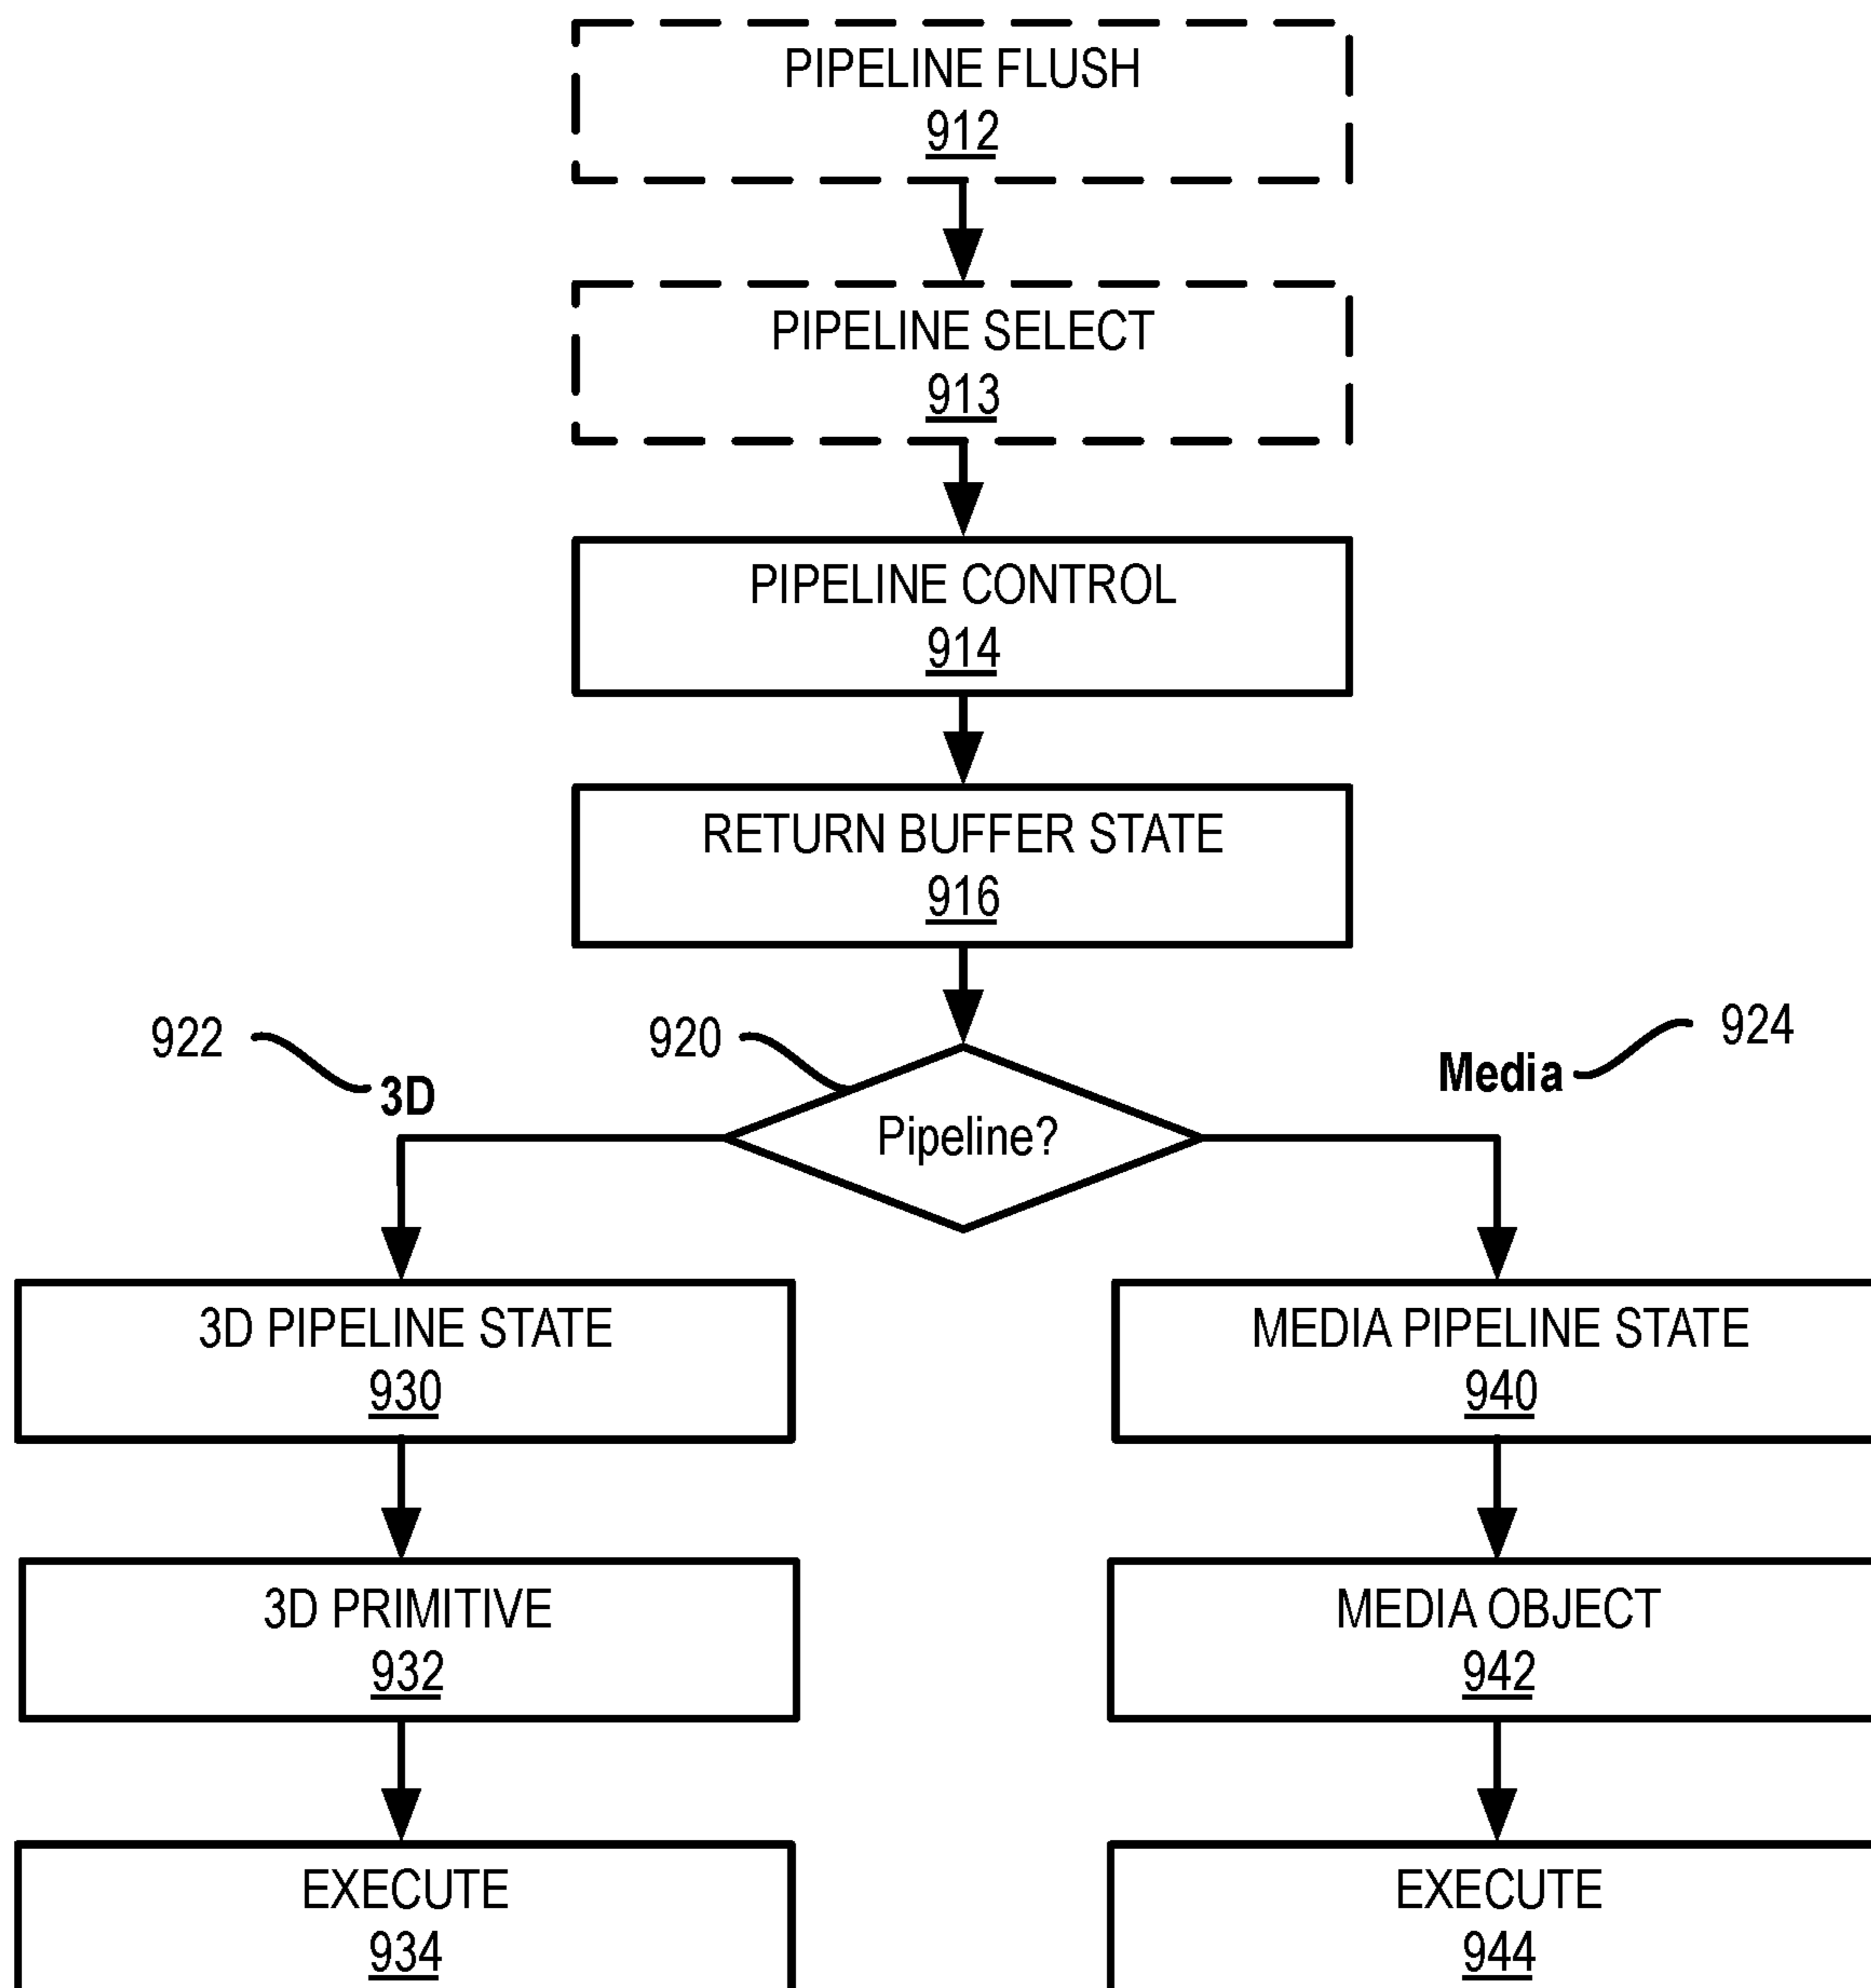 PIPELINE FLUSH
912
PIPELINE SELECT
913
PIPELINE CONTROL
914
RETURN BUFFER STATE
916
922
3D
920
Pipeline?
Media
924
3D PIPELINE STATE
930
MEDIA PIPELINE STATE
940
3D PRIMITIVE
932
MEDIA OBJECT
942
EXECUTE
934
EXECUTE
944